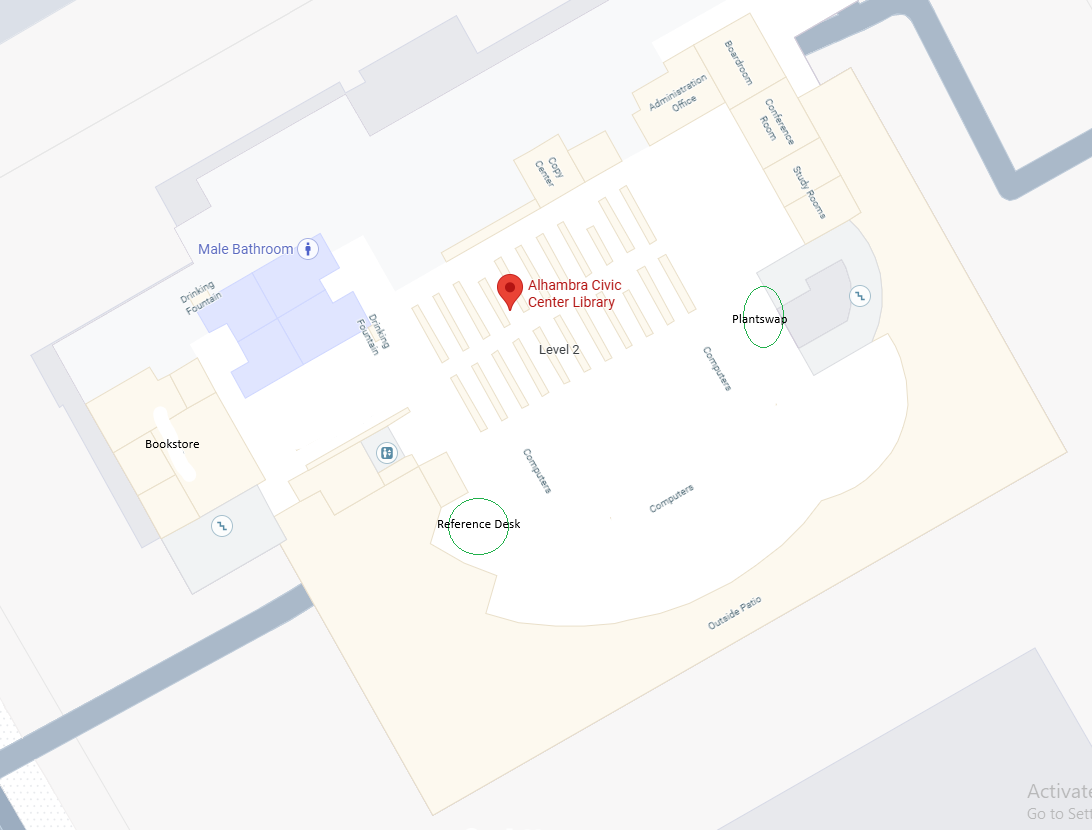 Boardroom
Administration
Office
Conference
Room
Copy
Center
Study Rooms
Male Bathroom
Drinking
Fountain
Alhambra Civic
Center Library
Drinking
Fountain
Plantswap
Level 2
Computers
Bookstore
Computers
Computers
Reference Desk
Outside Patio
Activate
Go to Sett